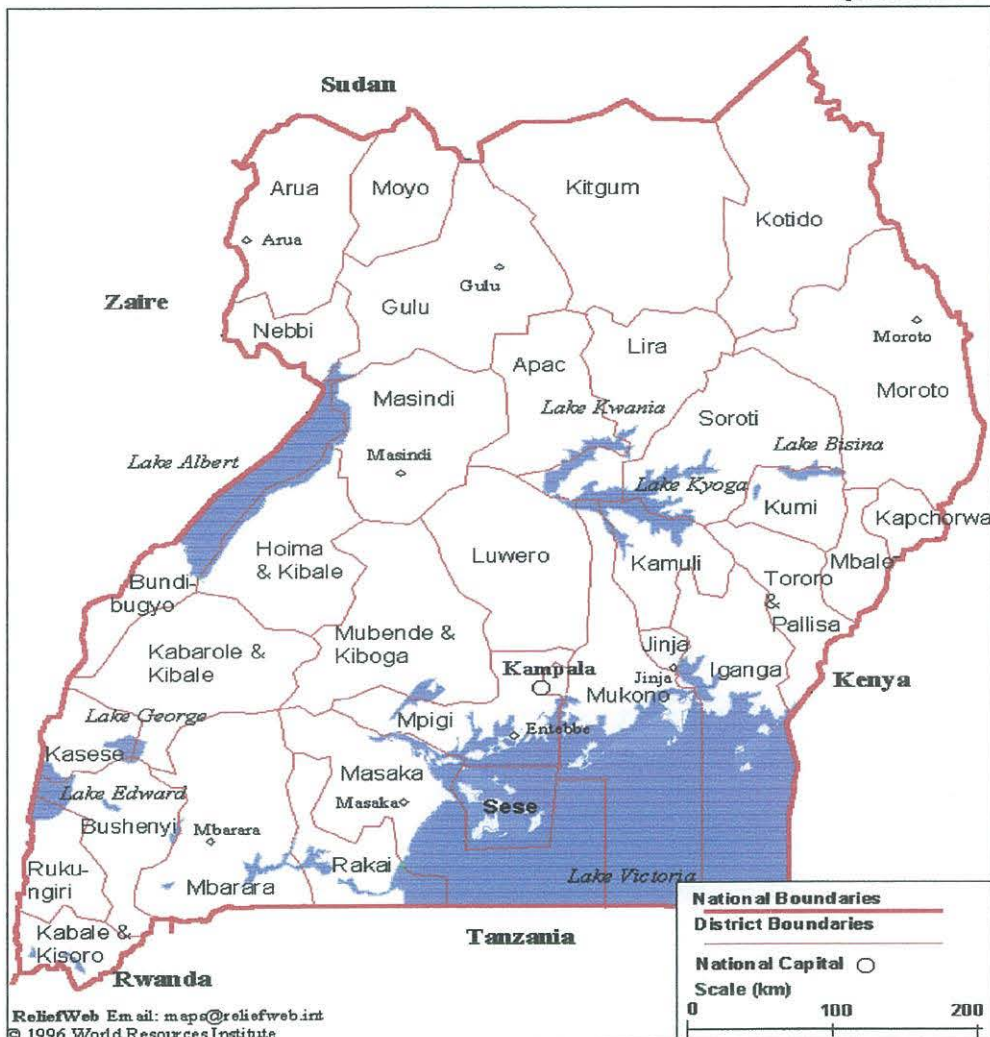 Sudan
Arua
Moyo
Kitgum
Kotido
Arua
Gulu
Gulu
Zaire
Nebbi
Moroto
Moroto
Apac
Lira
Masindi
Lake Kwania
Soroti
Lake Bisina
Lake Albert
Masindi
Lake Kyoga
Kumi
Kapchorwa
Hoima
& Kibale
Luwero
Kamuli
Mbale
Bundi-
bugyo
Tororo
&
Pallisa
Kabarole &
Kibale
Mubende &
Kiboga
Jinja
Jinja
Iganga
Kampala
Mukono
Kenya
Lake George
Mpigi
Entebbe
Kasese
Masaka
Masaka
Sese
Lake Edward
Bushenyi
Mbarara
Ruku-
ngiri
Mbarara
Rakai
Lake Victoria
Kabale &
Kisoro
Tanzania
Rwanda
National Boundaries
District Boundaries
National Capital
Scale (km)
0 100 200
ReliefWeb Email: maps@reliefweb.int
© 1996 World Resources Institute